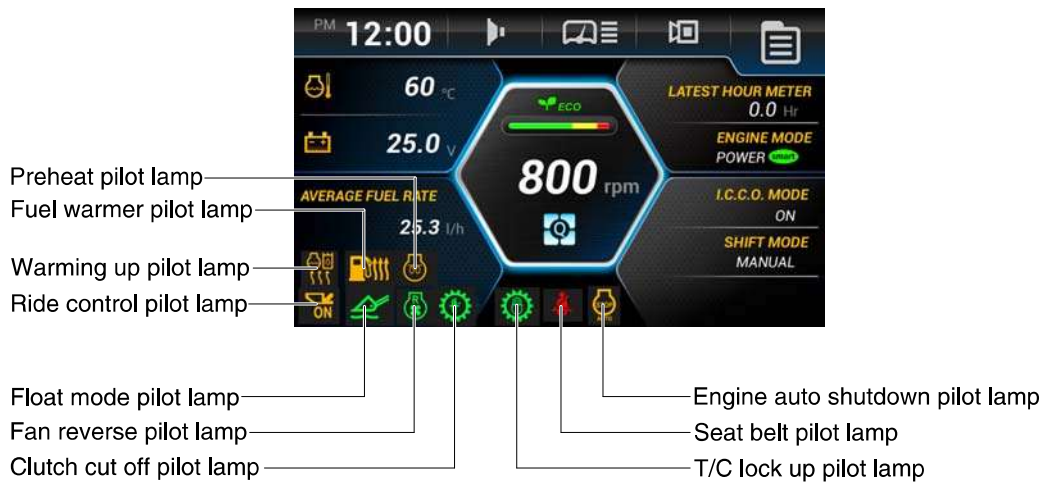 PM 12:00
60 °C
25.0 V
AVERAGE FUEL RATE
25.3 l/h
ECO
800 rpm
Q
LATEST HOUR METER
0.0 Hr
ENGINE MODE
POWER smart
I.C.C.O. MODE
ON
SHIFT MODE
MANUAL
ON
R
AUTO
Preheat pilot lamp
Fuel warmer pilot lamp
Warming up pilot lamp
Ride control pilot lamp
Float mode pilot lamp
Fan reverse pilot lamp
Clutch cut off pilot lamp
Engine auto shutdown pilot lamp
Seat belt pilot lamp
T/C lock up pilot lamp